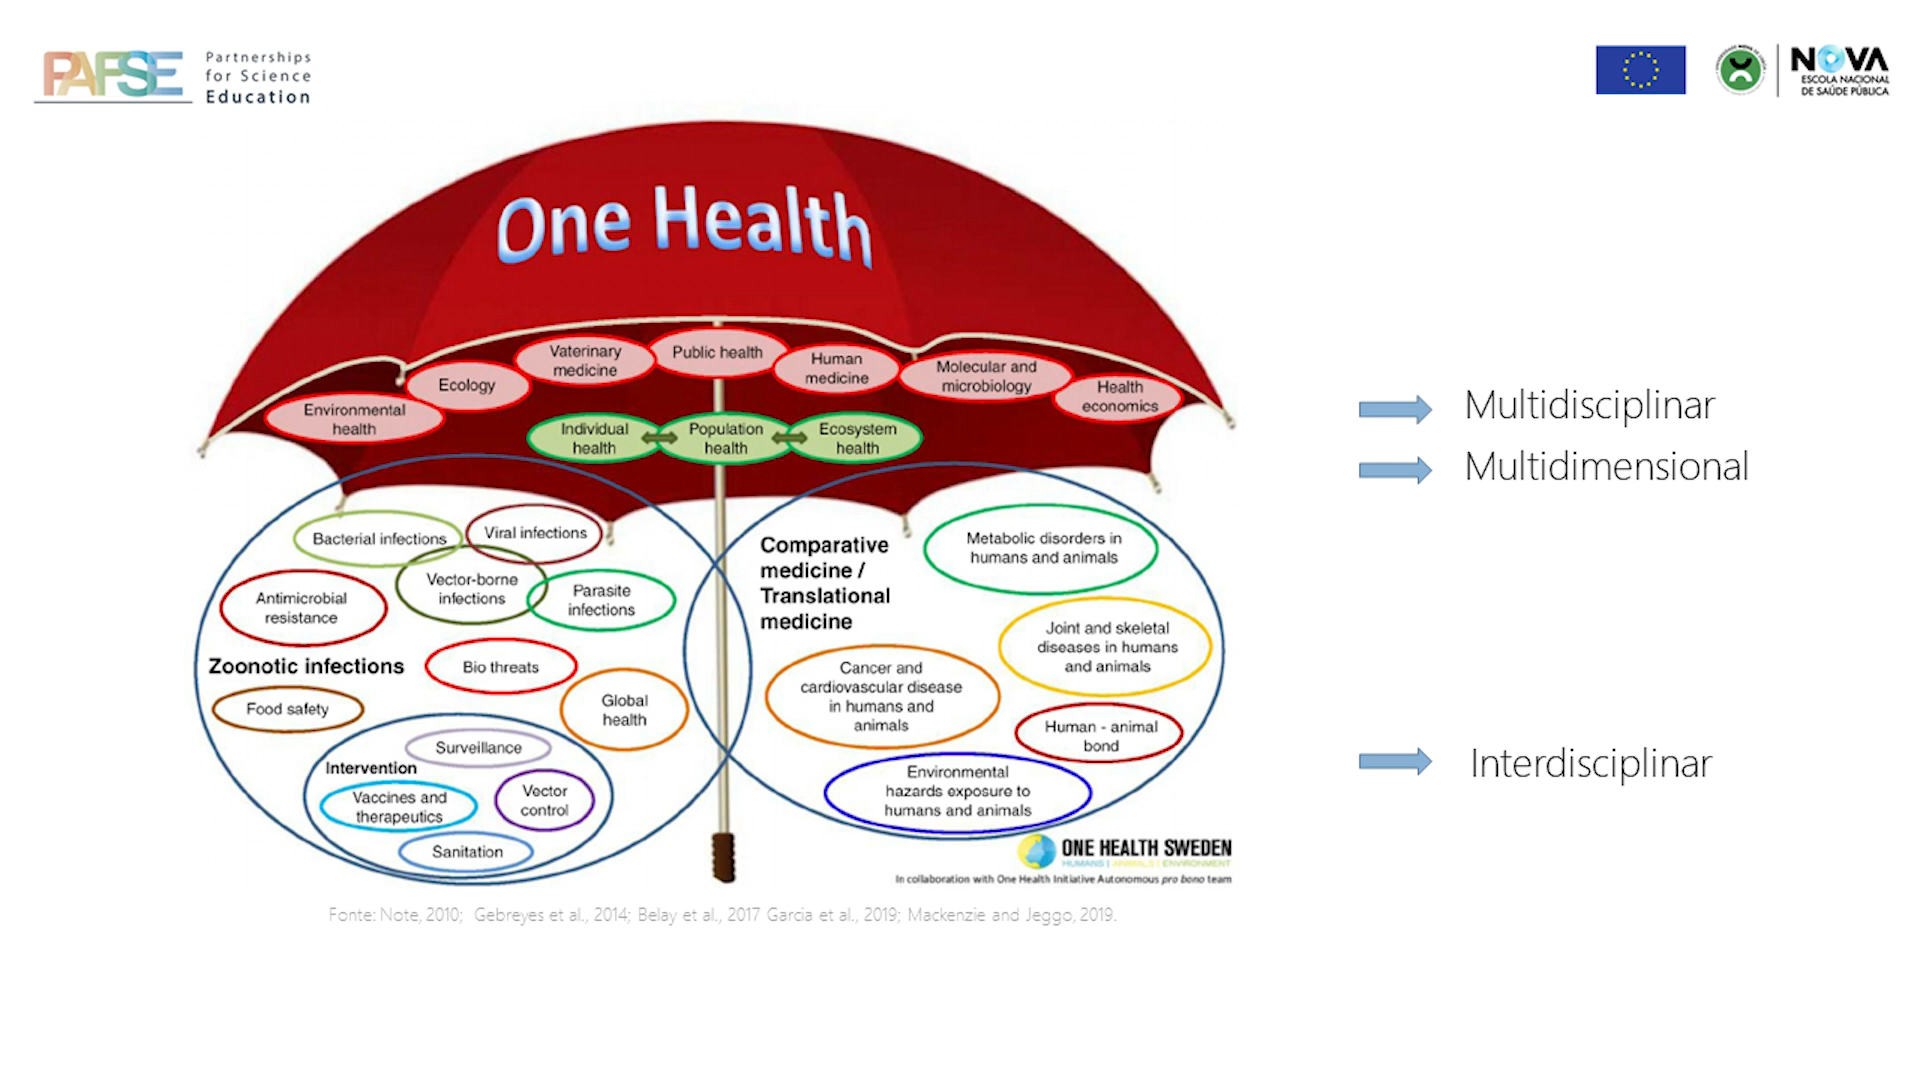 PAFSE
Partnerships
for Science
Education
NOVA
ESCOLA NACIONAL
DE SAÚDE PÚBLICA
One Health
Environmental
health
Ecology
Vaterinary
medicine
Public health
Human
medicine
Molecular and
microbiology
Health
economics
Individual
health
Population
health
Ecosystem
health
Bacterial infections
Viral infections
Vector-borne
infections
Parasite
infections
Antimicrobial
resistance
Zoonotic infections
Bio threats
Food safety
Global
health
Surveillance
Intervention
Vaccines and
therapeutics
Vector
control
Sanitation
Comparative
medicine /
Translational
medicine
Metabolic disorders in
humans and animals
Joint and skeletal
diseases in humans
and animals
Cancer and
cardiovascular disease
in humans and
animals
Human - animal
bond
Environmental
hazards exposure to
humans and animals
ONE HEALTH SWEDEN
HUMANS | ANIMALS | ENVIRONMENT
In collaboration with One Health Initiative Autonomous pro bono team
Fonte: Note, 2010; Gebreyes et al., 2014; Belay et al., 2017 Garcia et al., 2019; Mackenzie and Jeggo, 2019.
Multidisciplinar
Multidimensional
Interdisciplinar